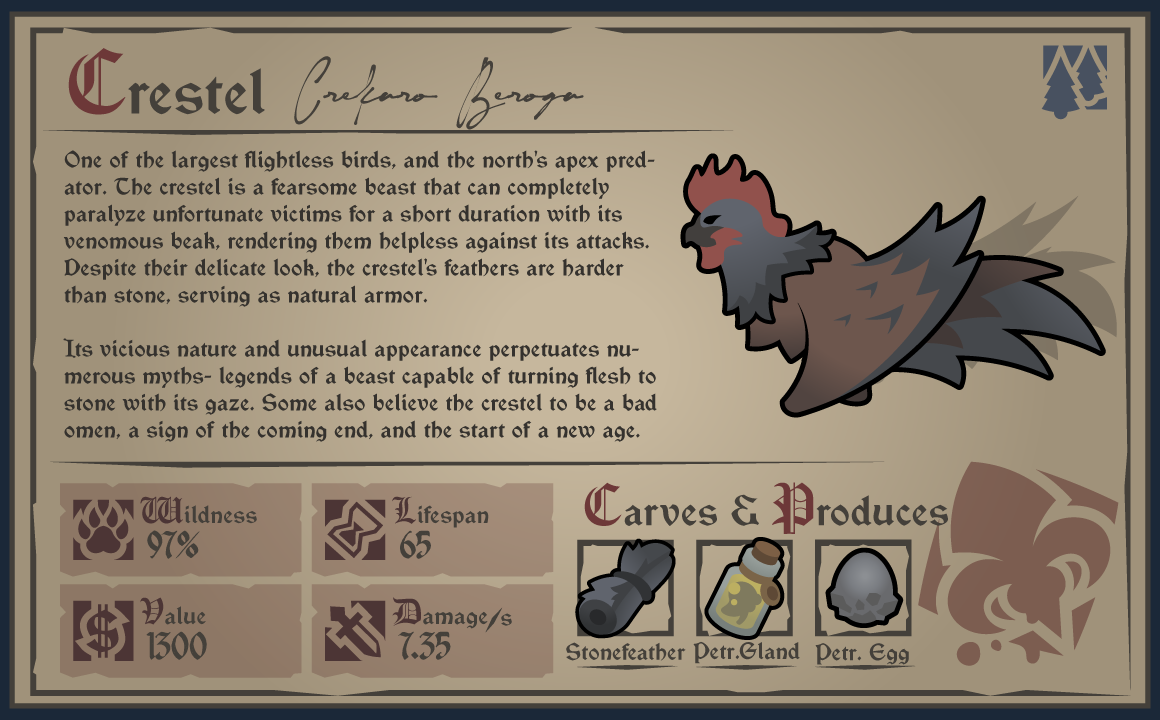 Crestel Crekaro Beroga
One of the largest flightless birds, and the north's apex pred-
ator. The crestel is a fearsome beast that can completely
paralyze unfortunate victims for a short duration with its
venomous beak, rendering them helpless against its attacks.
Despite their delicate look, the crestel's feathers are harder
than stone, serving as natural armor.
Its vicious nature and unusual appearance perpetuates nu-
merous myths- legends of a beast capable of turning flesh to
stone with its gaze. Some also believe the crestel to be a bad
omen, a sign of the coming end, and the start of a new age.
Wildness
97%
Lifespan
65
Value
1300
Damage/s
7.35
Carves & Produces
Stonefeather Petr.Gland Petr. Egg